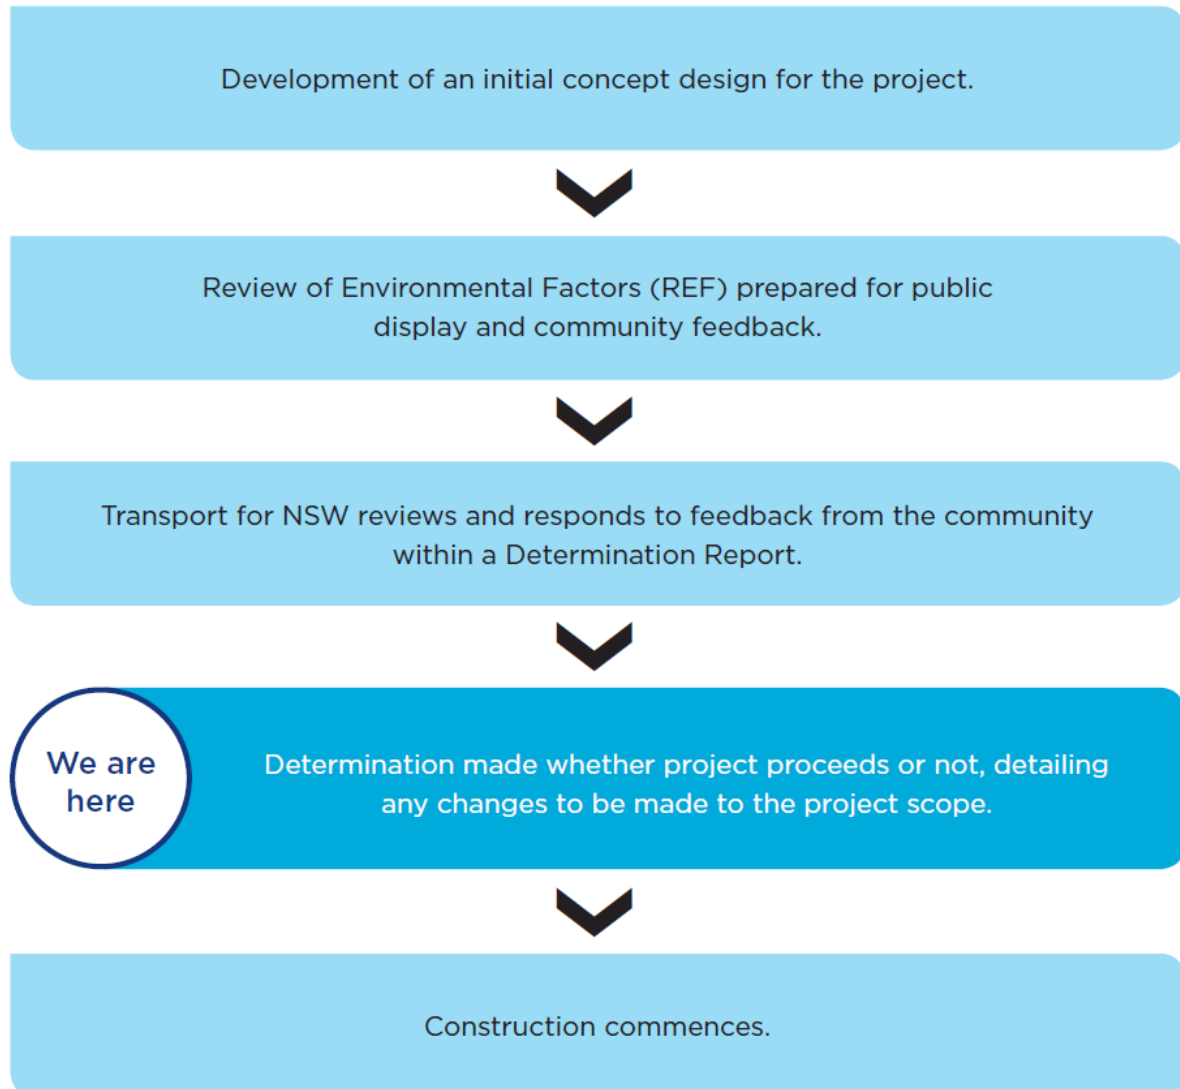 Development of an initial concept design for the project.
Review of Environmental Factors (REF) prepared for public
display and community feedback.
Transport for NSW reviews and responds to feedback from the community
within a Determination Report.
We are
here
Determination made whether project proceeds or not, detailing
any changes to be made to the project scope.
Construction commences.